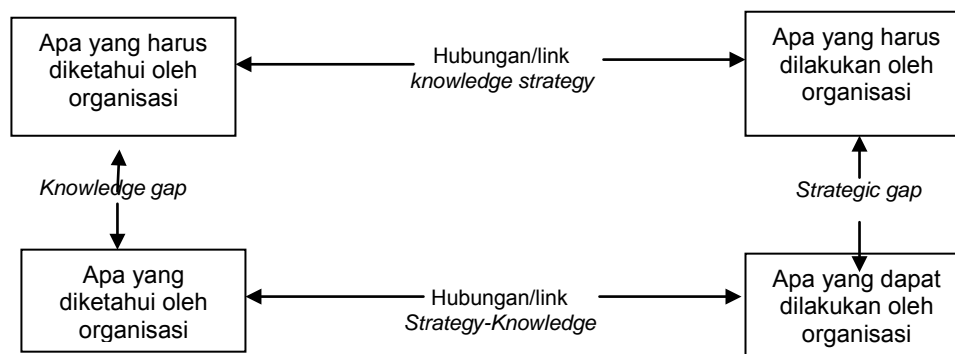 Apa yang harus
diketahui oleh
organisasi
Hubungan/link
knowledge strategy
Apa yang harus
dilakukan oleh
organisasi
Knowledge gap
Strategic gap
Apa yang
diketahui oleh
organisasi
Hubungan/link
Strategy-Knowledge
Apa yang dapat
dilakukan oleh
organisasi